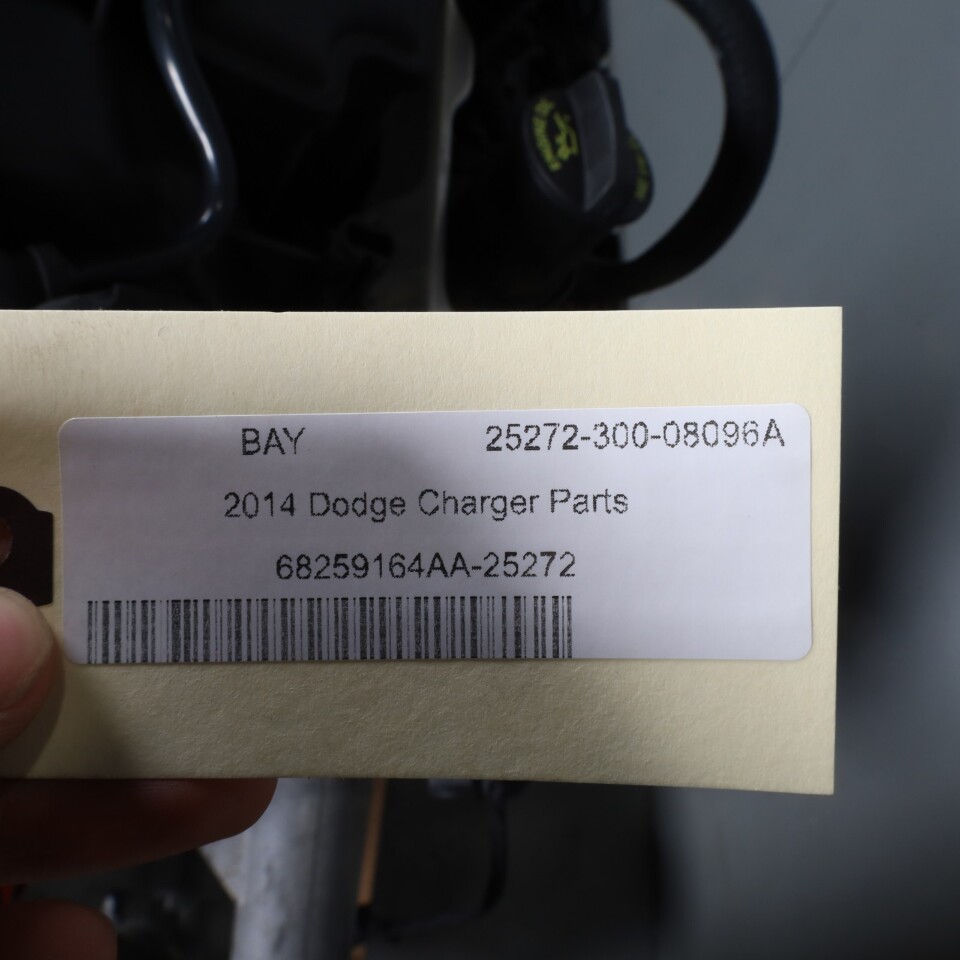 BAY 25272-300-08096A
2014 Dodge Charger Parts
68259164AA-25272